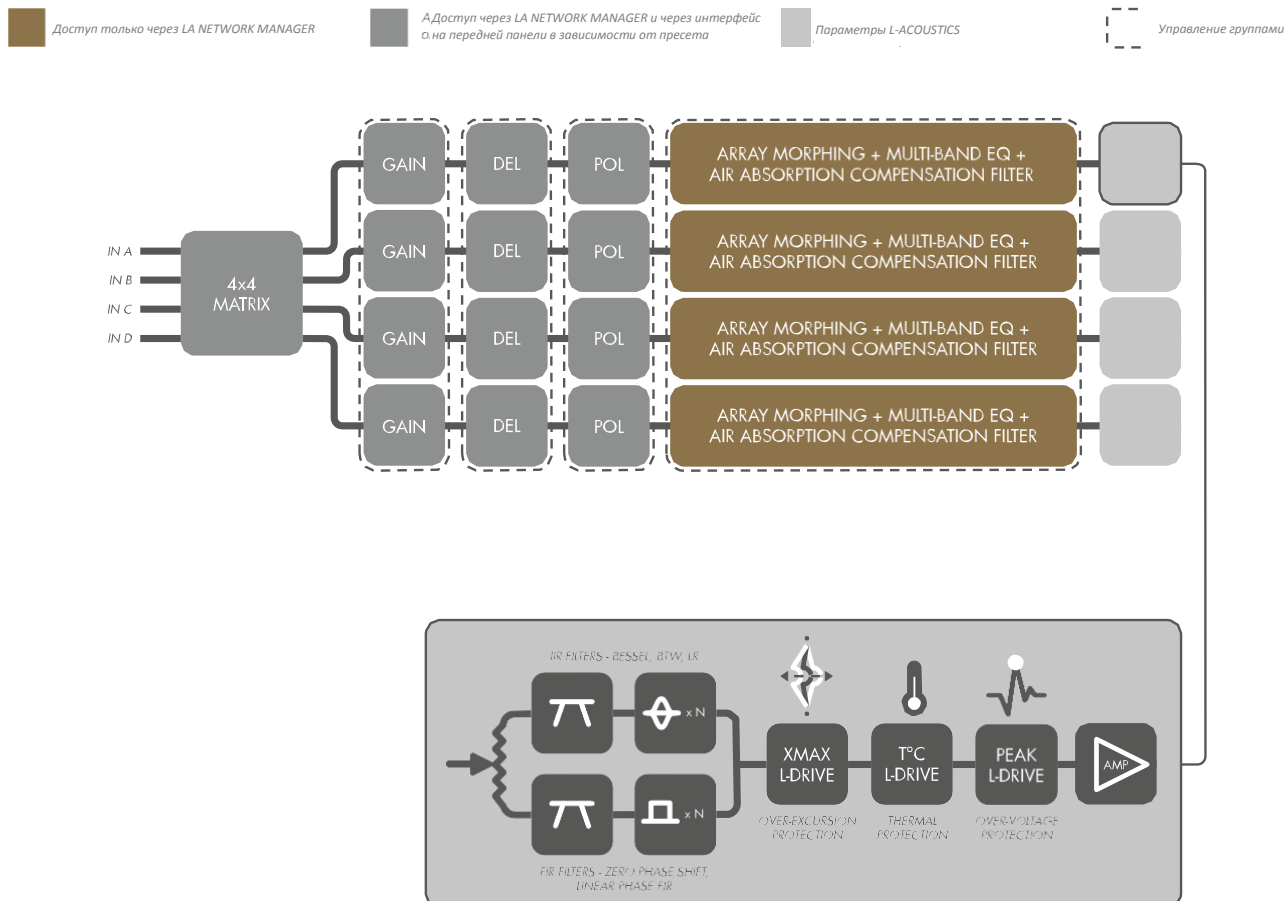 Доступ только через LA NETWORK MANAGER
АДоступ через LA NETWORK MANAGER и через интерфейс
на передней панели в зависимости от пресета
Параметры L-ACOUSTICS
Управление группами
GAIN
DEL
POL
ARRAY MORPHING + MULTI-BAND EQ +
AIR ABSORPTION COMPENSATION FILTER
GAIN
DEL
POL
ARRAY MORPHING + MULTI-BAND EQ +
AIR ABSORPTION COMPENSATION FILTER
IN A
IN B
IN C
IN D
4x4
MATRIX
GAIN
DEL
POL
ARRAY MORPHING + MULTI-BAND EQ +
AIR ABSORPTION COMPENSATION FILTER
GAIN
DEL
POL
ARRAY MORPHING + MULTI-BAND EQ +
AIR ABSORPTION COMPENSATION FILTER
IIR FILTERS - BESSEL, BTW, LR
x N
x N
FIR FILTERS - ZERO PHASE SHIFT,
LINEAR PHASE FIR
XMAX
L-DRIVE
OVER-EXCURSION
PROTECTION
T°C
L-DRIVE
THERMAL
PROTECTION
PEAK
L-DRIVE
OVER-VOLTAGE
PROTECTION
AMP